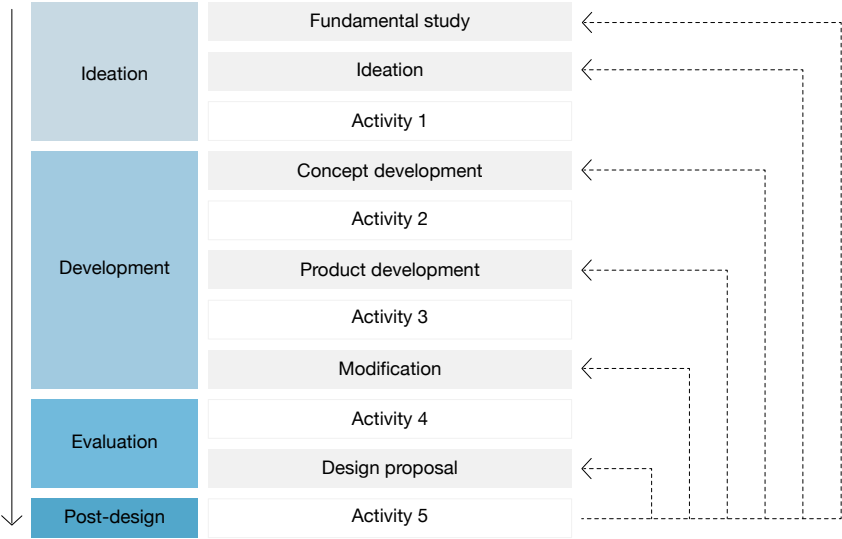 Ideation
Fundamental study
Ideation
Activity 1
Development
Concept development
Activity 2
Product development
Activity 3
Modification
Evaluation
Activity 4
Design proposal
Post-design
Activity 5